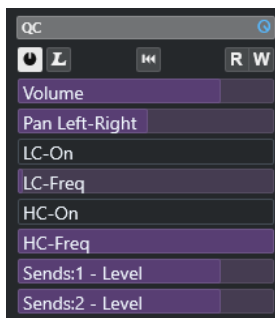 QC
L R W
Volume
Pan Left-Right
LC-On
LC-Freq
HC-On
HC-Freq
Sends:1 - Level
Sends:2 - Level